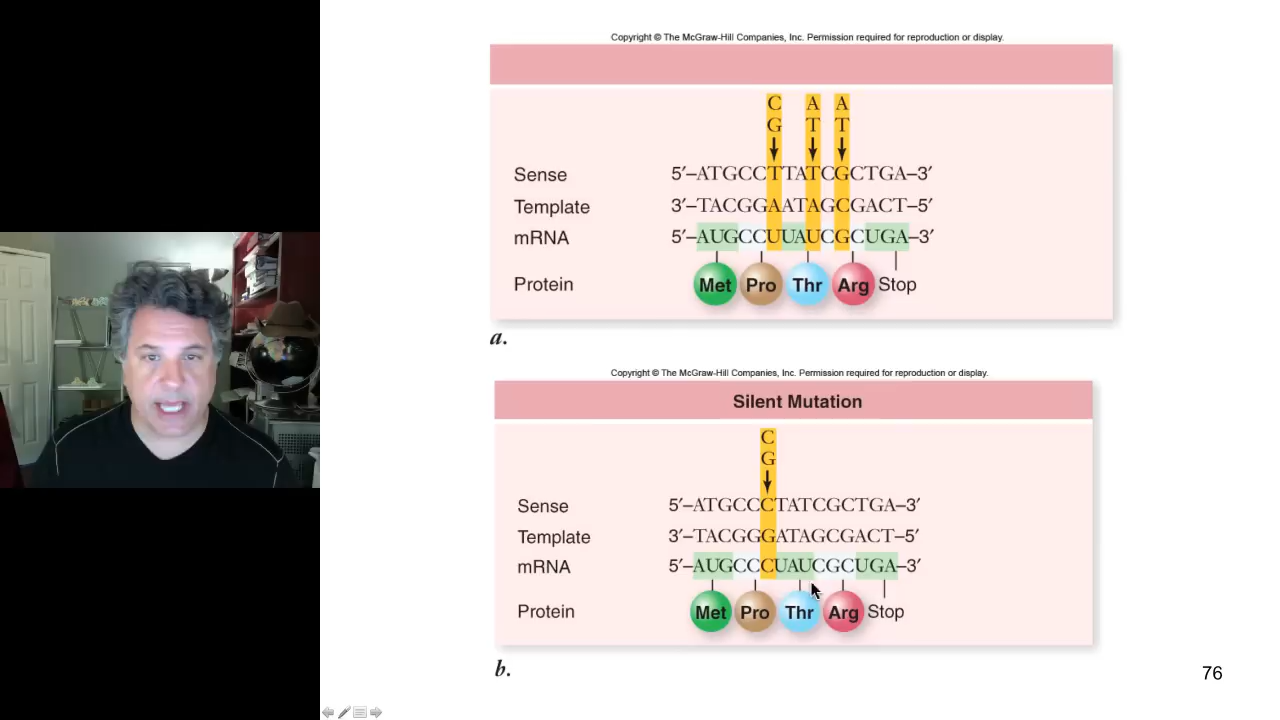 Copyright © The McGraw-Hill Companies, Inc. Permission required for reproduction or display.
C A A
G T T
Sense 5′–ATGCCTTATCGCTGA–3′
Template 3′–TACGGAATAGCGACT–5′
mRNA 5′–AUGCCUUAUCGCUGA–3′
Protein Met Pro Thr Arg Stop
a.
Copyright © The McGraw-Hill Companies, Inc. Permission required for reproduction or display.
Silent Mutation
C
G
Sense 5′–ATGCCCTATCGCTGA–3′
Template 3′–TACGGGATAGCGACT–5′
mRNA 5′–AUGCCCUAUCGCUGA–3′
Protein Met Pro Thr Arg Stop
b.
76